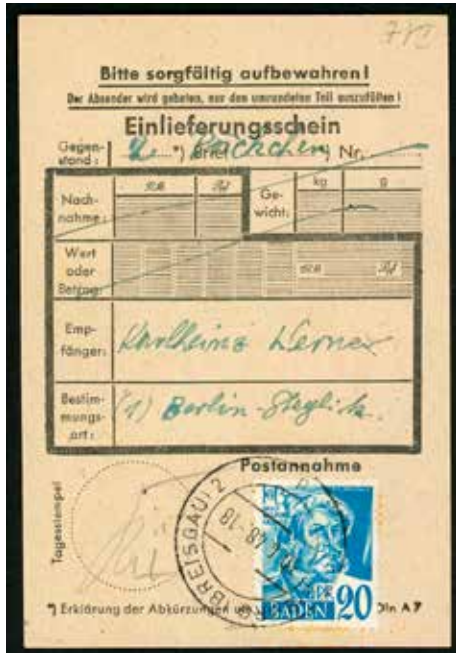 Bitte sorgfältig aufbewahren!
Der Absender wird gebeten, nur den umrandeten Teil auszufüllen!
Einlieferungsschein
Gegen-
stand: *) Brief Päckchen Nr.
Nach-
nahme: RM Rpf Ge-
wicht: kg g
Wert
oder
Betrag: RM Rpf
Emp-
fänger: Karlheinz Werner
Bestim-
mungs-
ort: (1) Berlin-Steglitz.
Postannahme
Tagesstempel
(BREISGAU) 2
48-18
PF
BADEN 20
*) Erklärung der Abkürzungen Din A 7